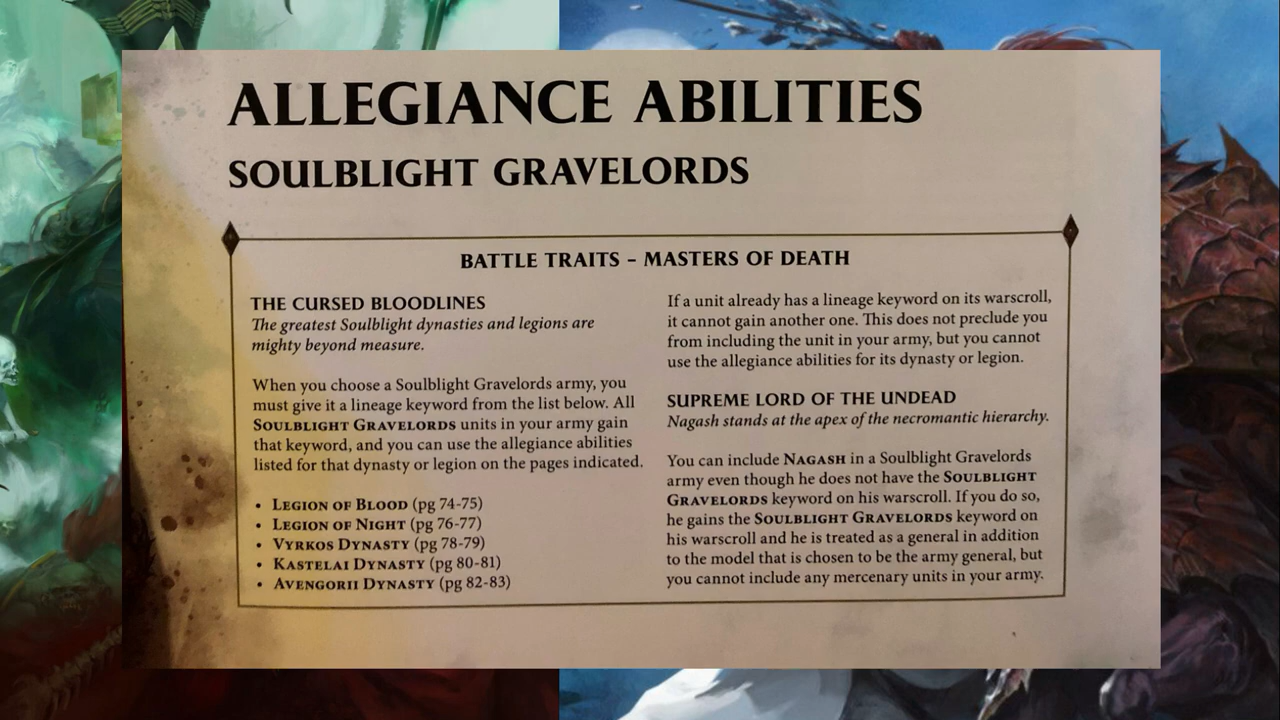 ALLEGIANCE ABILITIES
SOULBLIGHT GRAVELORDS
BATTLE TRAITS – MASTERS OF DEATH
THE CURSED BLOODLINES
The greatest Soulblight dynasties and legions are
mighty beyond measure.
When you choose a Soulblight Gravelords army, you
must give it a lineage keyword from the list below. All
SOULBLIGHT GRAVELORDS units in your army gain
that keyword, and you can use the allegiance abilities
listed for that dynasty or legion on the pages indicated.
• LEGION OF BLOOD (pg 74-75)
• LEGION OF NIGHT (pg 76-77)
• VYRKOS DYNASTY (pg 78-79)
• KASTELAI DYNASTY (pg 80-81)
• AVENGORII DYNASTY (pg 82-83)
If a unit already has a lineage keyword on its warscroll,
it cannot gain another one. This does not preclude you
from including the unit in your army, but you cannot
use the allegiance abilities for its dynasty or legion.
SUPREME LORD OF THE UNDEAD
Nagash stands at the apex of the necromantic hierarchy.
You can include NAGASH in a Soulblight Gravelords
army even though he does not have the SOULBLIGHT
GRAVELORDS keyword on his warscroll. If you do so,
he gains the SOULBLIGHT GRAVELORDS keyword on
his warscroll and he is treated as a general in addition
to the model that is chosen to be the army general, but
you cannot include any mercenary units in your army.